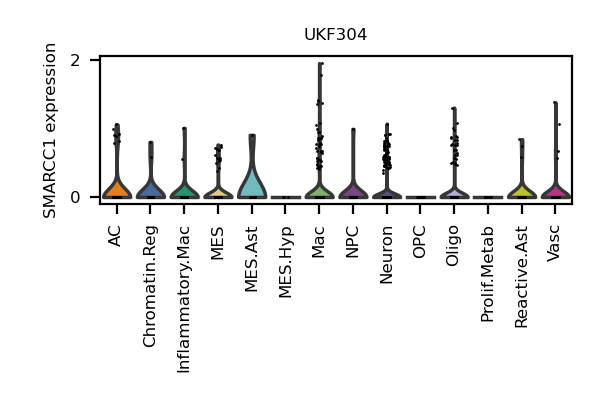 UKF304
SMARCC1 expression
2
0
AC
Chromatin.Reg
Inflammatory.Mac
MES
MES.Ast
MES.Hyp
Mac
NPC
Neuron
OPC
Oligo
Prolif.Metab
Reactive.Ast
Vasc